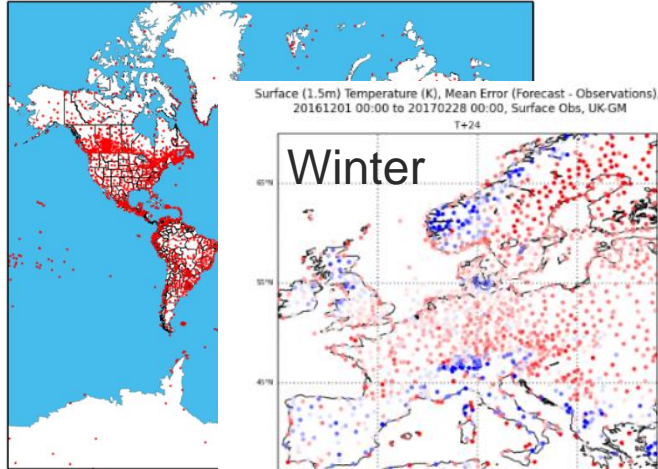 Surface (1.5m) Temperature (K), Mean Error (Forecast - Observations),
20161201 00:00 to 20170228 00:00, Surface Obs, UK-GM
T+24
Winter
65°N
55°N
45°N